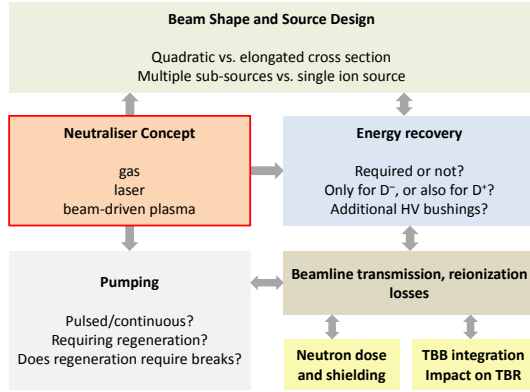 Beam Shape and Source Design
Quadratic vs. elongated cross section
Multiple sub-sources vs. single ion source
Neutraliser Concept
gas
laser
beam-driven plasma
Energy recovery
Required or not?
Only for D⁻, or also for D⁺?
Additional HV bushings?
Pumping
Pulsed/continuous?
Requiring regeneration?
Does regeneration require breaks?
Beamline transmission, reionization
losses
Neutron dose
and shielding
TBB integration
Impact on TBR